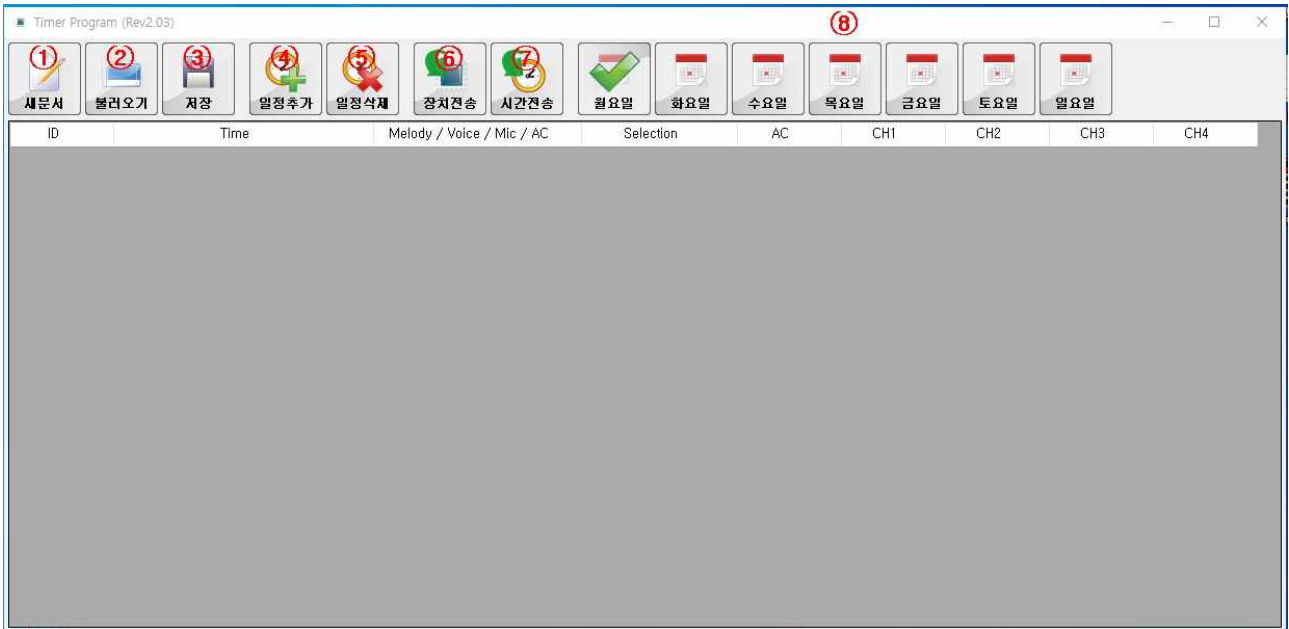 Timer Program (Rev2.03)
⑧
① ② ③ ④ ⑤ ⑥ ⑦
새문서 불러오기 저장 일정추가 일정삭제 장치전송 시간전송 월요일 화요일 수요일 목요일 금요일 토요일 일요일
ID Time Melody / Voice / Mic / AC Selection AC CH1 CH2 CH3 CH4